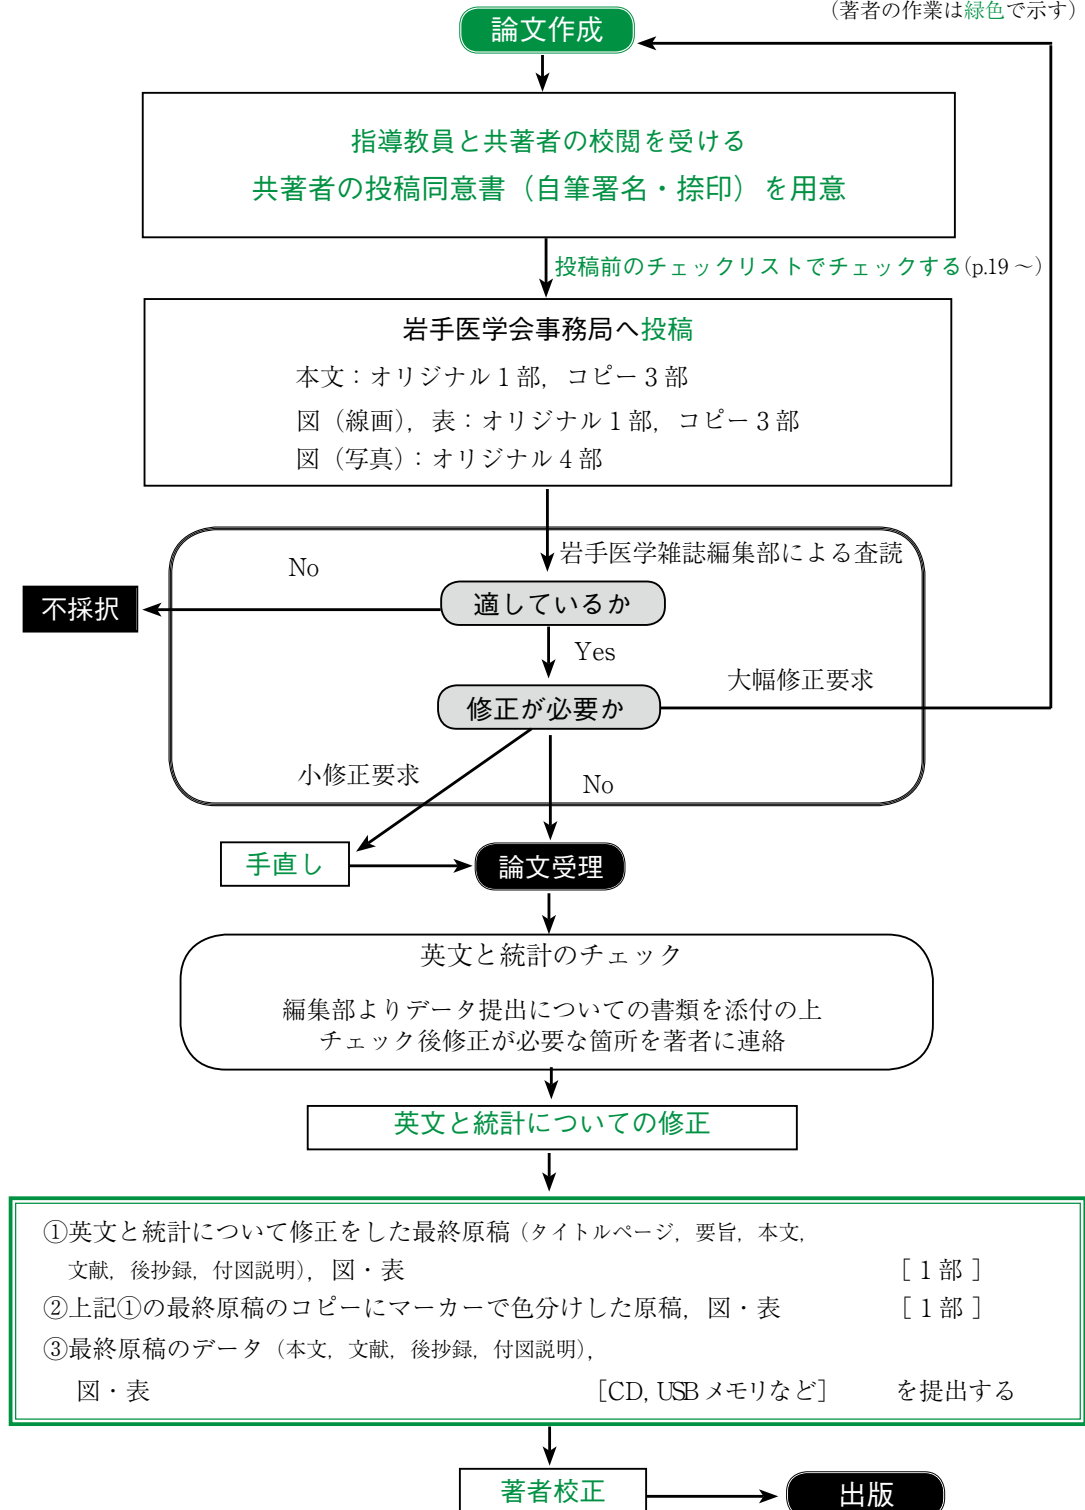 （著者の作業は緑色で示す）
論文作成
指導教員と共著者の校閲を受ける
共著者の投稿同意書（自筆署名・捺印）を用意
投稿前のチェックリストでチェックする(p.19～)
岩手医学会事務局へ投稿
本文：オリジナル1部，コピー3部
図（線画），表：オリジナル1部，コピー3部
図（写真）：オリジナル4部
岩手医学雑誌編集部による査読
No
適しているか
不採択
Yes
大幅修正要求
修正が必要か
小修正要求
No
手直し
論文受理
英文と統計のチェック
編集部よりデータ提出についての書類を添付の上
チェック後修正が必要な箇所を著者に連絡
英文と統計についての修正
①英文と統計について修正をした最終原稿（タイトルページ，要旨，本文，
文献，後抄録，付図説明），図・表 ［1部］
②上記①の最終原稿のコピーにマーカーで色分けした原稿，図・表 ［1部］
③最終原稿のデータ（本文，文献，後抄録，付図説明），
図・表 ［CD, USBメモリなど］ を提出する
著者校正
出版